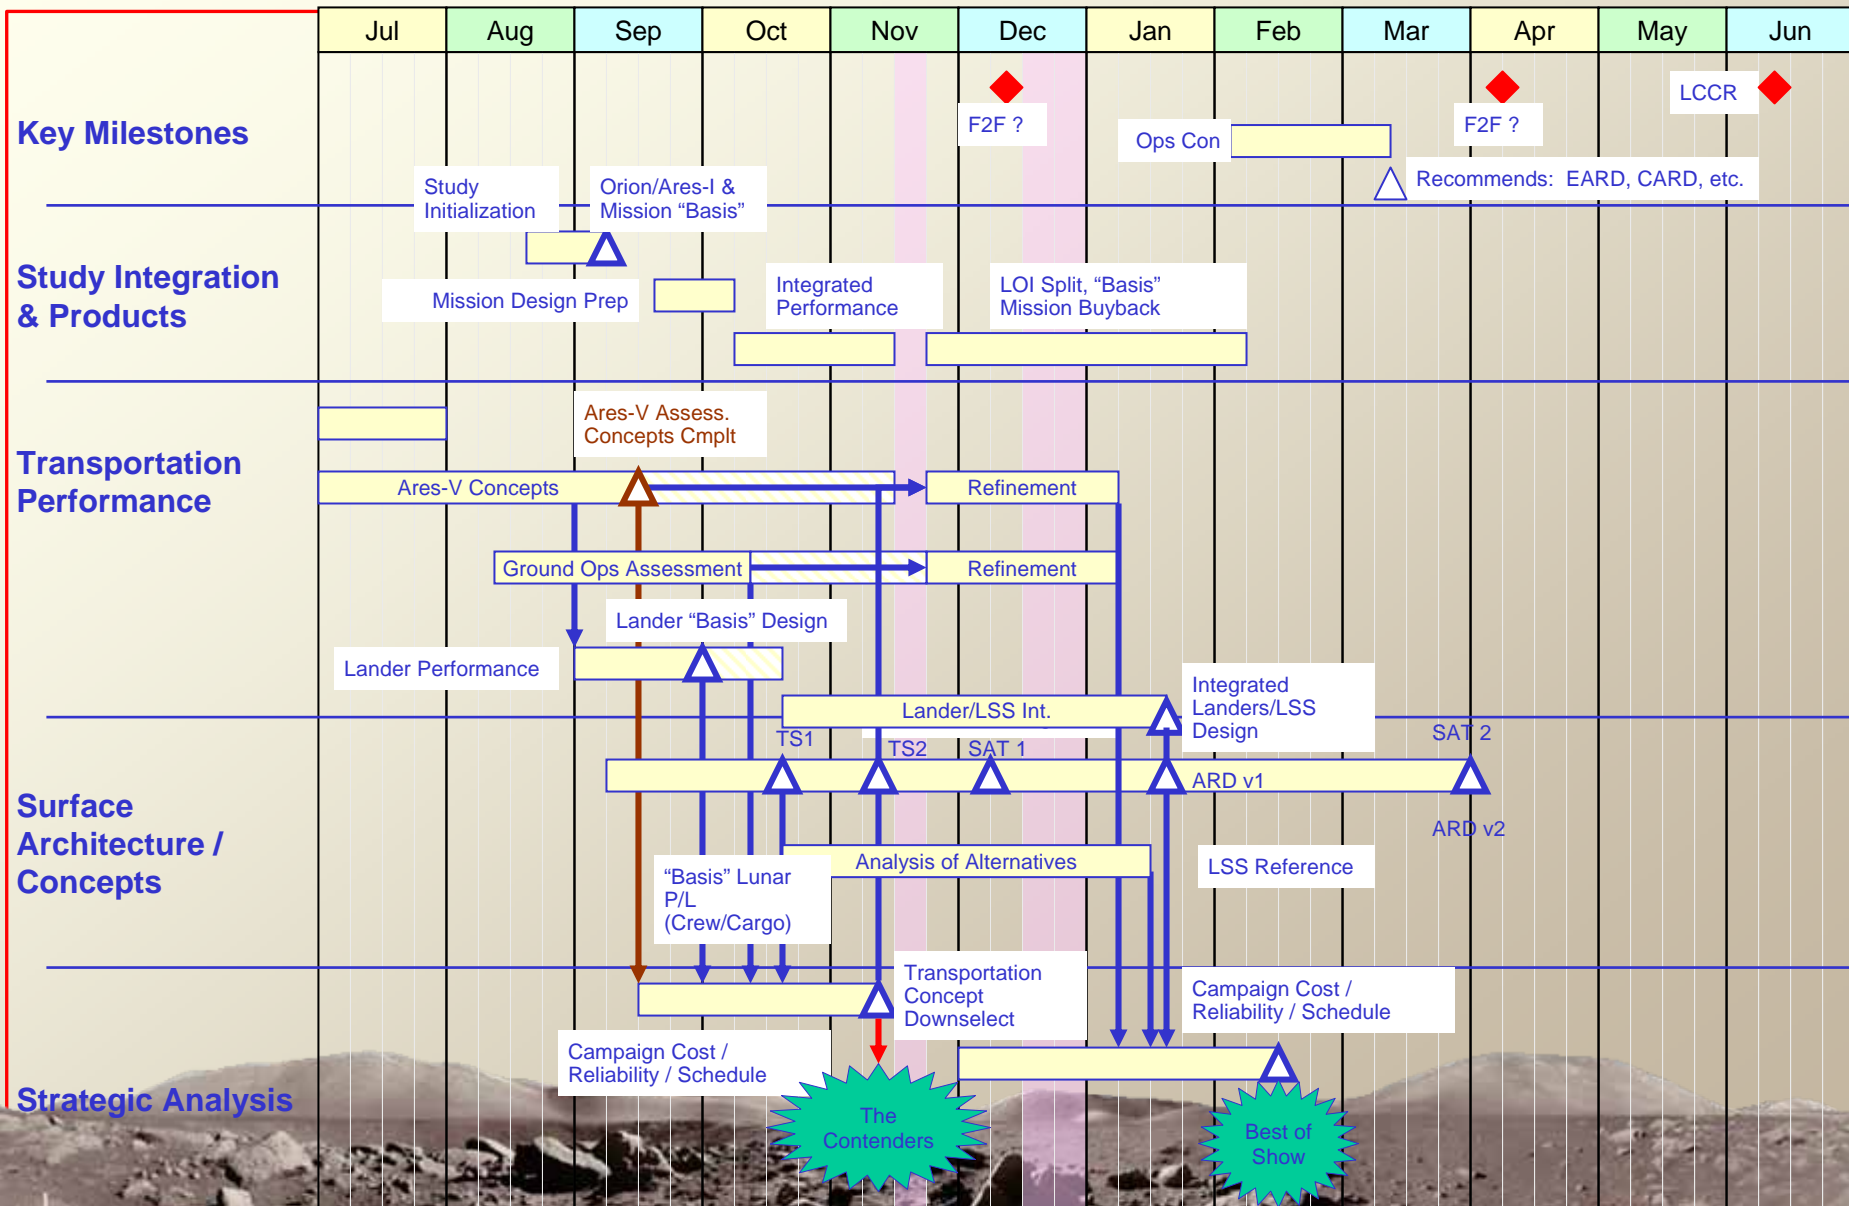 Jul Aug Sep Oct Nov Dec Jan Feb Mar Apr May Jun
Key Milestones
F2F ?
Ops Con
F2F ?
LCCR
Recommends: EARD, CARD, etc.
Study
Initialization
Orion/Ares-I &
Mission “Basis”
Study Integration
& Products
Mission Design Prep
Integrated
Performance
LOI Split, “Basis”
Mission Buyback
Transportation
Performance
Ares-V Assess.
Concepts Cmplt
Ares-V Concepts
Refinement
Ground Ops Assessment
Refinement
Lander “Basis” Design
Lander Performance
Lander/LSS Int.
Integrated
Landers/LSS
Design
Surface
Architecture /
Concepts
TS1
TS2
SAT 1
SAT 2
ARD v1
ARD v2
Analysis of Alternatives
LSS Reference
“Basis” Lunar
P/L
(Crew/Cargo)
Strategic Analysis
Transportation
Concept
Downselect
Campaign Cost /
Reliability / Schedule
Campaign Cost /
Reliability / Schedule
The
Contenders
Best of
Show